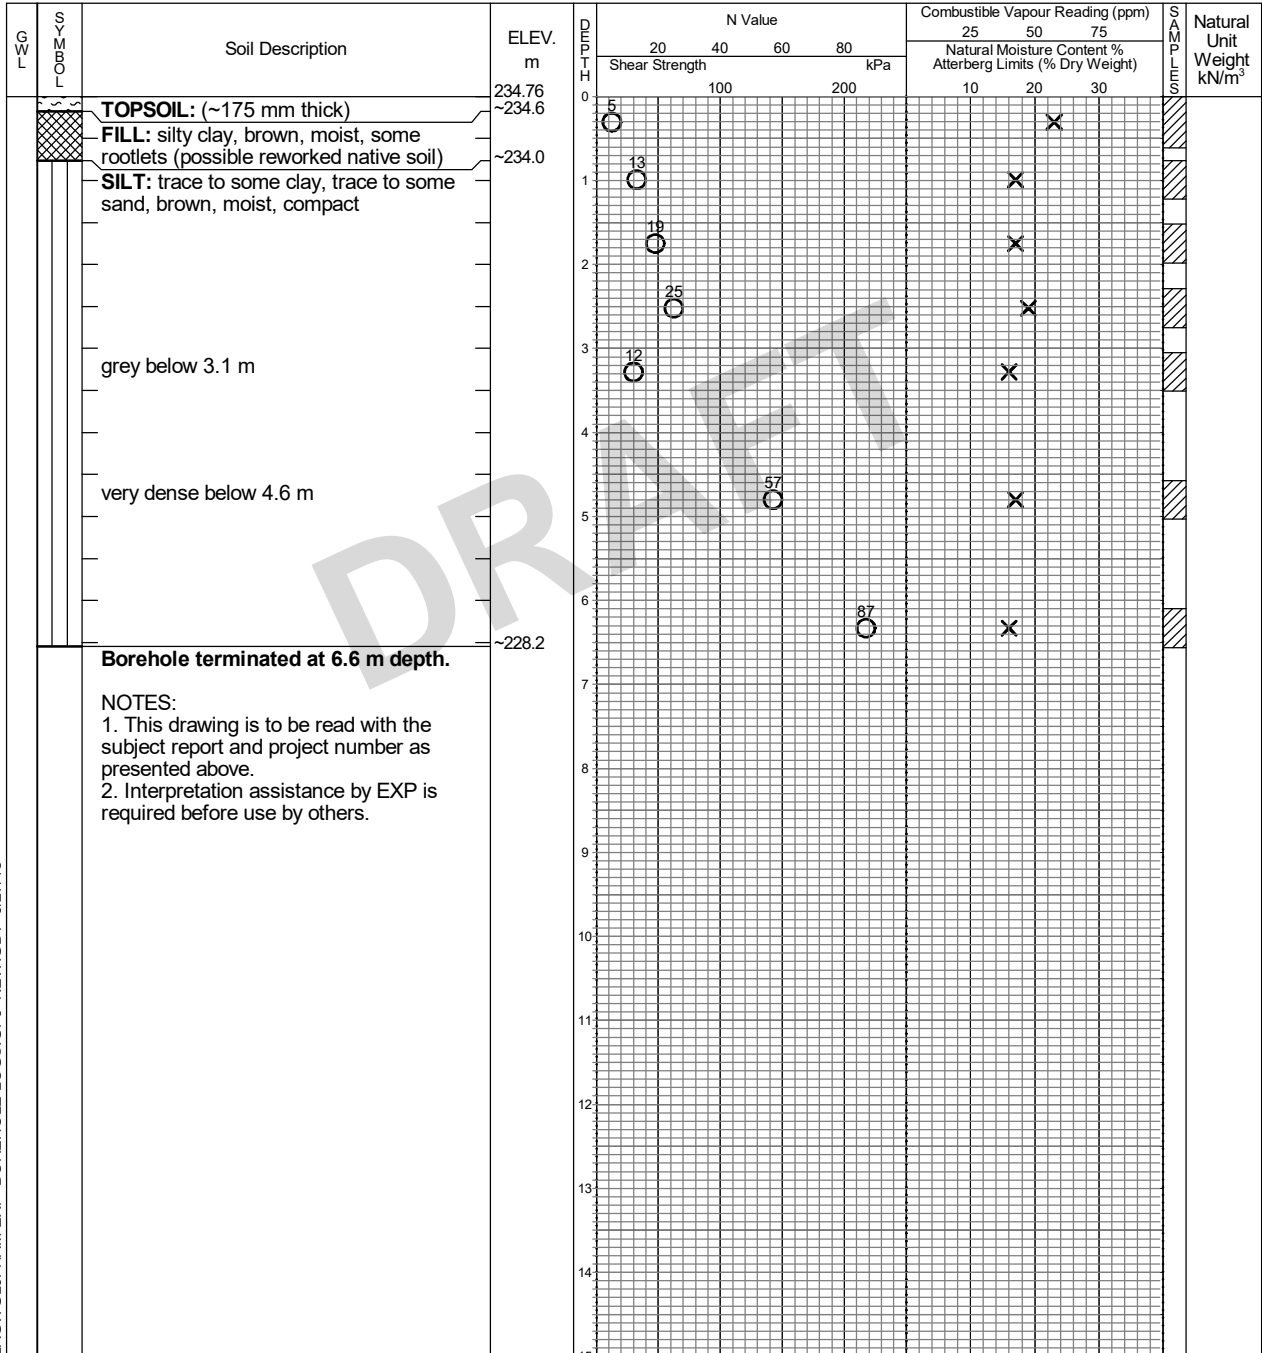 GWL
SYMBOL
Soil Description
ELEV.
m
234.76
DEPTH
N Value
20 40 60 80
Shear Strength kPa
100 200
Combustible Vapour Reading (ppm)
25 50 75
Natural Moisture Content %
Atterberg Limits (% Dry Weight)
10 20 30
SAMPLES
Natural
Unit
Weight
kN/m³
TOPSOIL: (~175 mm thick)
~234.6
FILL: silty clay, brown, moist, some
rootlets (possible reworked native soil)
~234.0
SILT: trace to some clay, trace to some
sand, brown, moist, compact
grey below 3.1 m
very dense below 4.6 m
~228.2
Borehole terminated at 6.6 m depth.
NOTES:
1. This drawing is to be read with the
subject report and project number as
presented above.
2. Interpretation assistance by EXP is
required before use by others.
0
1
2
3
4
5
6
7
8
9
10
11
12
13
14
5
13
19
25
12
57
87
DRAFT